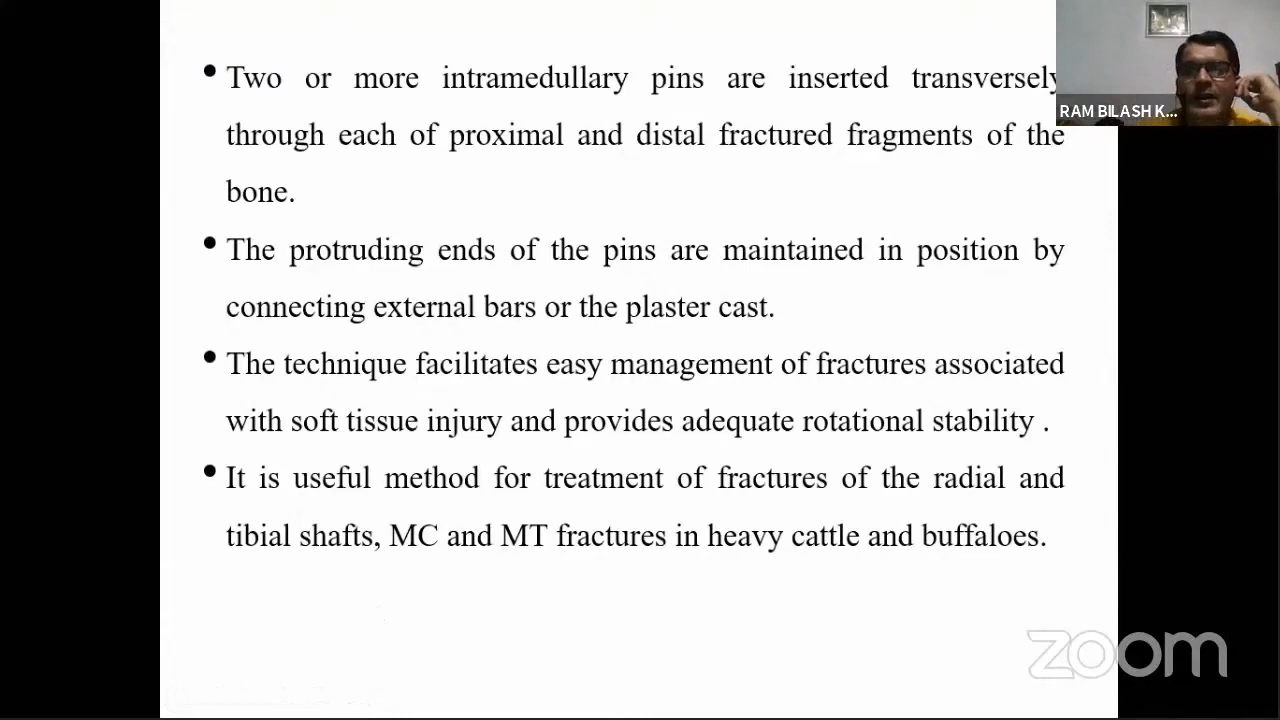 • Two or more intramedullary pins are inserted transversely
through each of proximal and distal fractured fragments of the
bone.
• The protruding ends of the pins are maintained in position by
connecting external bars or the plaster cast.
• The technique facilitates easy management of fractures associated
with soft tissue injury and provides adequate rotational stability .
• It is useful method for treatment of fractures of the radial and
tibial shafts, MC and MT fractures in heavy cattle and buffaloes.
RAM BILASH K...
zoom